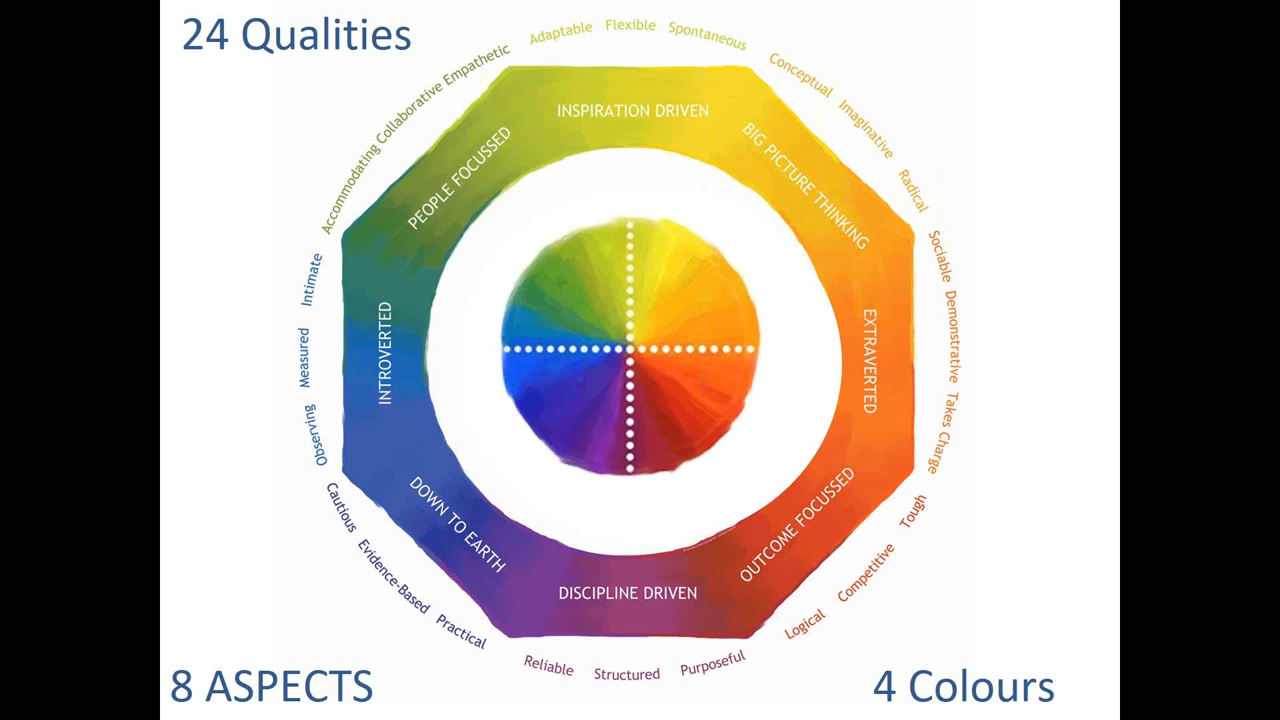 24 Qualities
Adaptable Flexible Spontaneous
Conceptual Imaginative Radical
Sociable Demonstrative Takes Charge
Tough
Competitive
Logical
Purposeful
Structured
Reliable
Cautious Evidence-Based Practical
Observing Measured Intimate
Accommodating Collaborative Empathetic
INSPIRATION DRIVEN
BIG PICTURE THINKING
EXTRAVERTED
OUTCOME FOCUSSED
DISCIPLINE DRIVEN
DOWN TO EARTH
INTROVERTED
PEOPLE FOCUSSED
8 ASPECTS
4 Colours